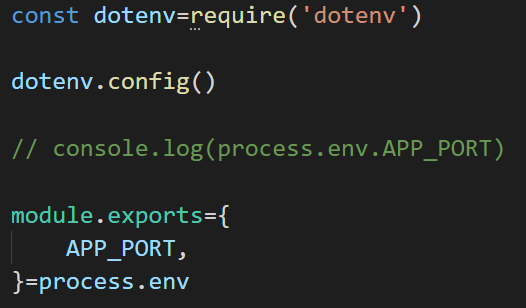 const dotenv=require('dotenv')
dotenv.config()
// console.log(process.env.APP_PORT)
module.exports={
    APP_PORT,
}=process.env